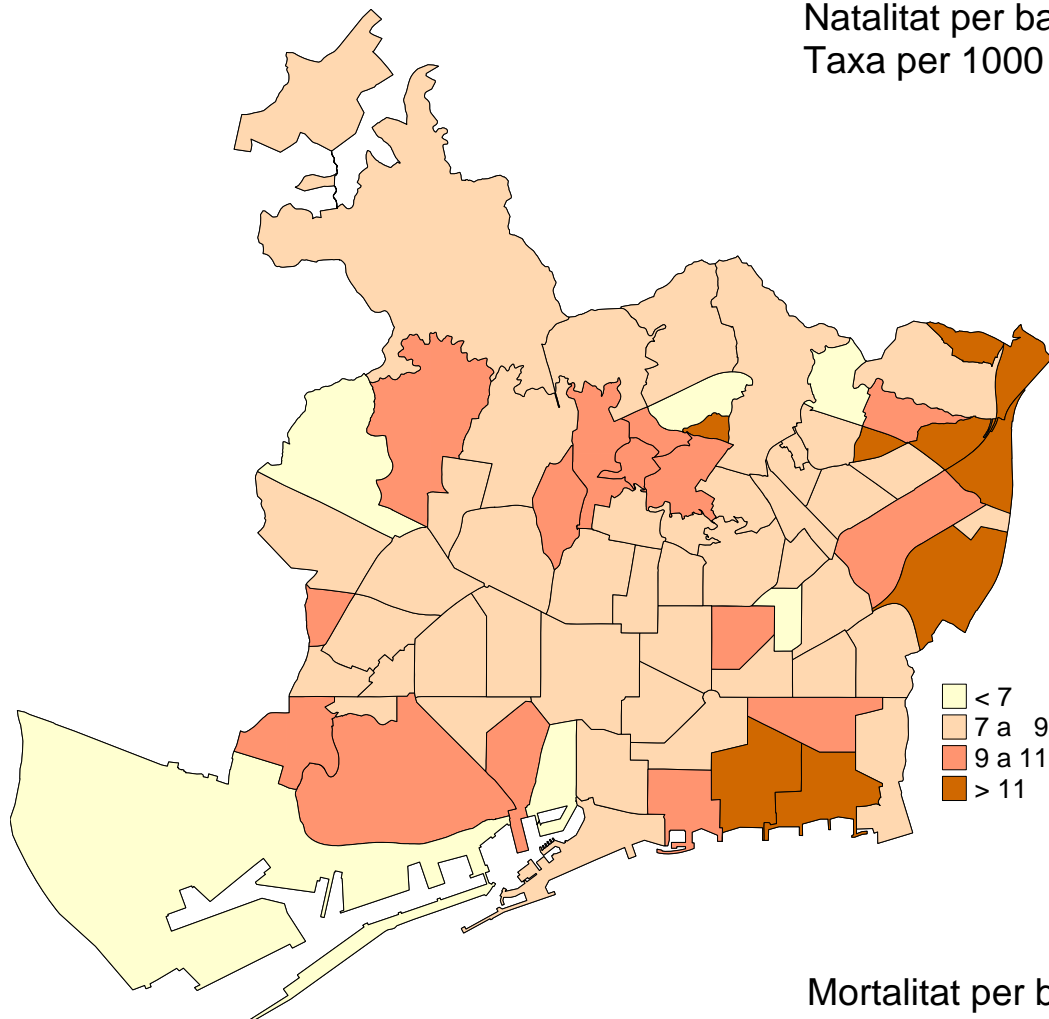 Natalitat per ba
Taxa per 1000
< 7
7 a 9
9 a 11
> 11
Mortalitat per b